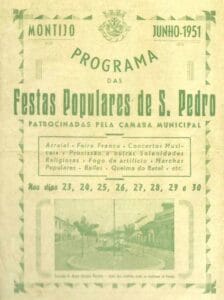 MONTIJO JUNHO-1951
PROGRAMA
DAS
Festas Populares de S. Pedro
PATROCINADAS PELA CAMARA MUNICIPAL
Arraial - Feira Franca - Concertos Musi-
cais - Procissão e outras Solenidades
Religiosas - Fogo de artifício - Marchas
Populares - Bailes - Queima do Batel - etc.
Nos dias 23, 24, 25, 26, 27, 28, 29 e 30